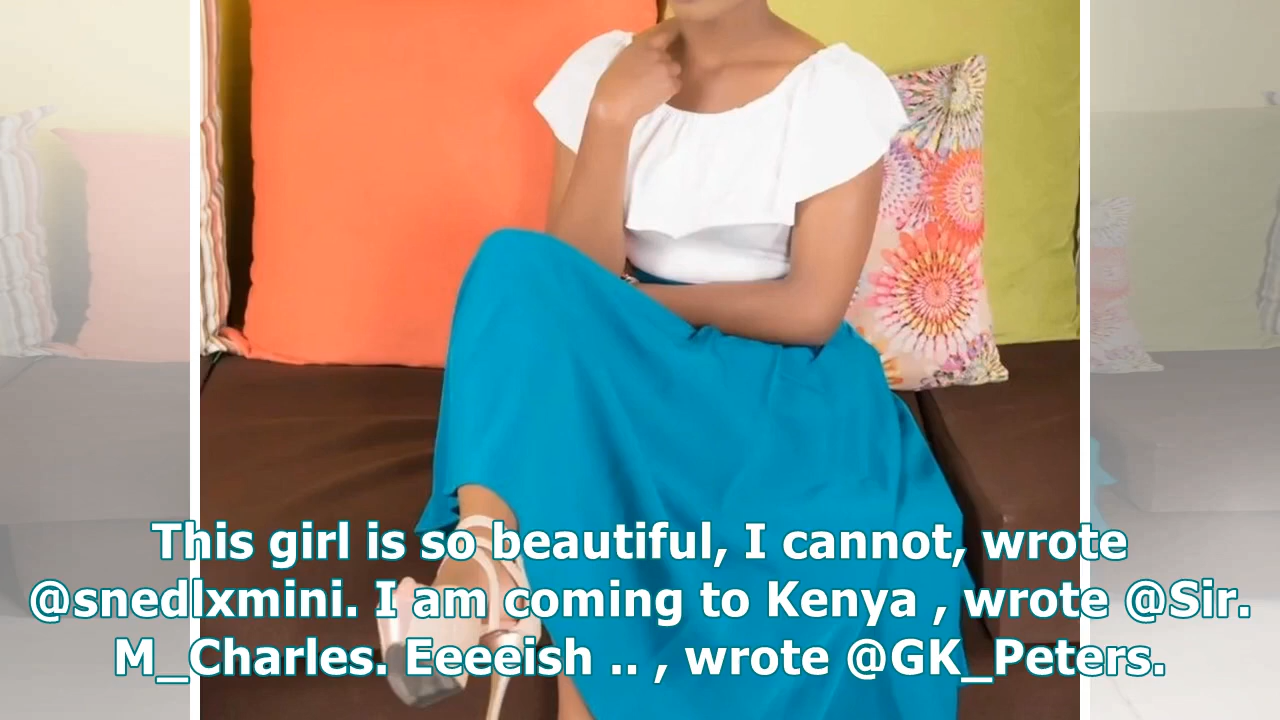 This girl is so beautiful, I cannot, wrote
@snedlxmini. I am coming to Kenya , wrote @Sir.
M_Charles. Eeeeish .. , wrote @GK_Peters.